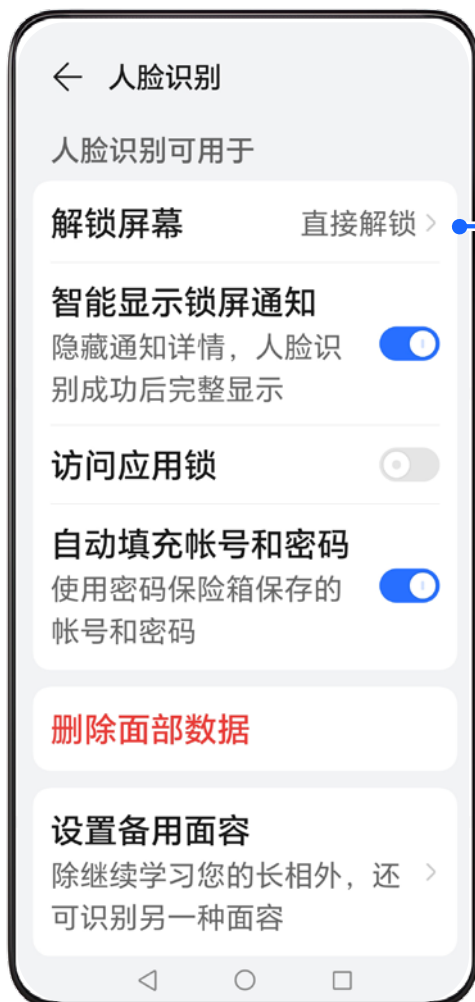 人脸识别
人脸识别可用于
解锁屏幕 直接解锁
智能显示锁屏通知
隐藏通知详情，人脸识
别成功后完整显示
访问应用锁
自动填充帐号和密码
使用密码保险箱保存的
帐号和密码
删除面部数据
设置备用面容
除继续学习您的长相外，还
可识别另一种面容